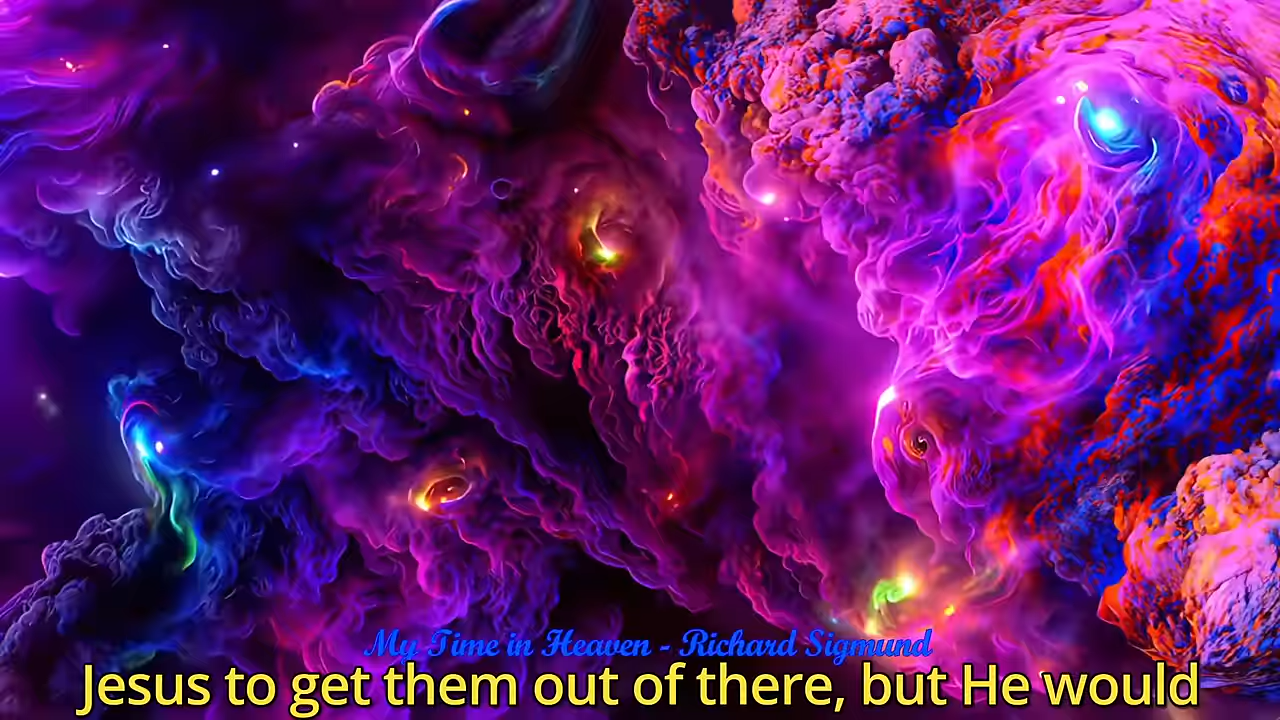 My Time in Heaven - Richard Sigmund
Jesus to get them out of there, but He would